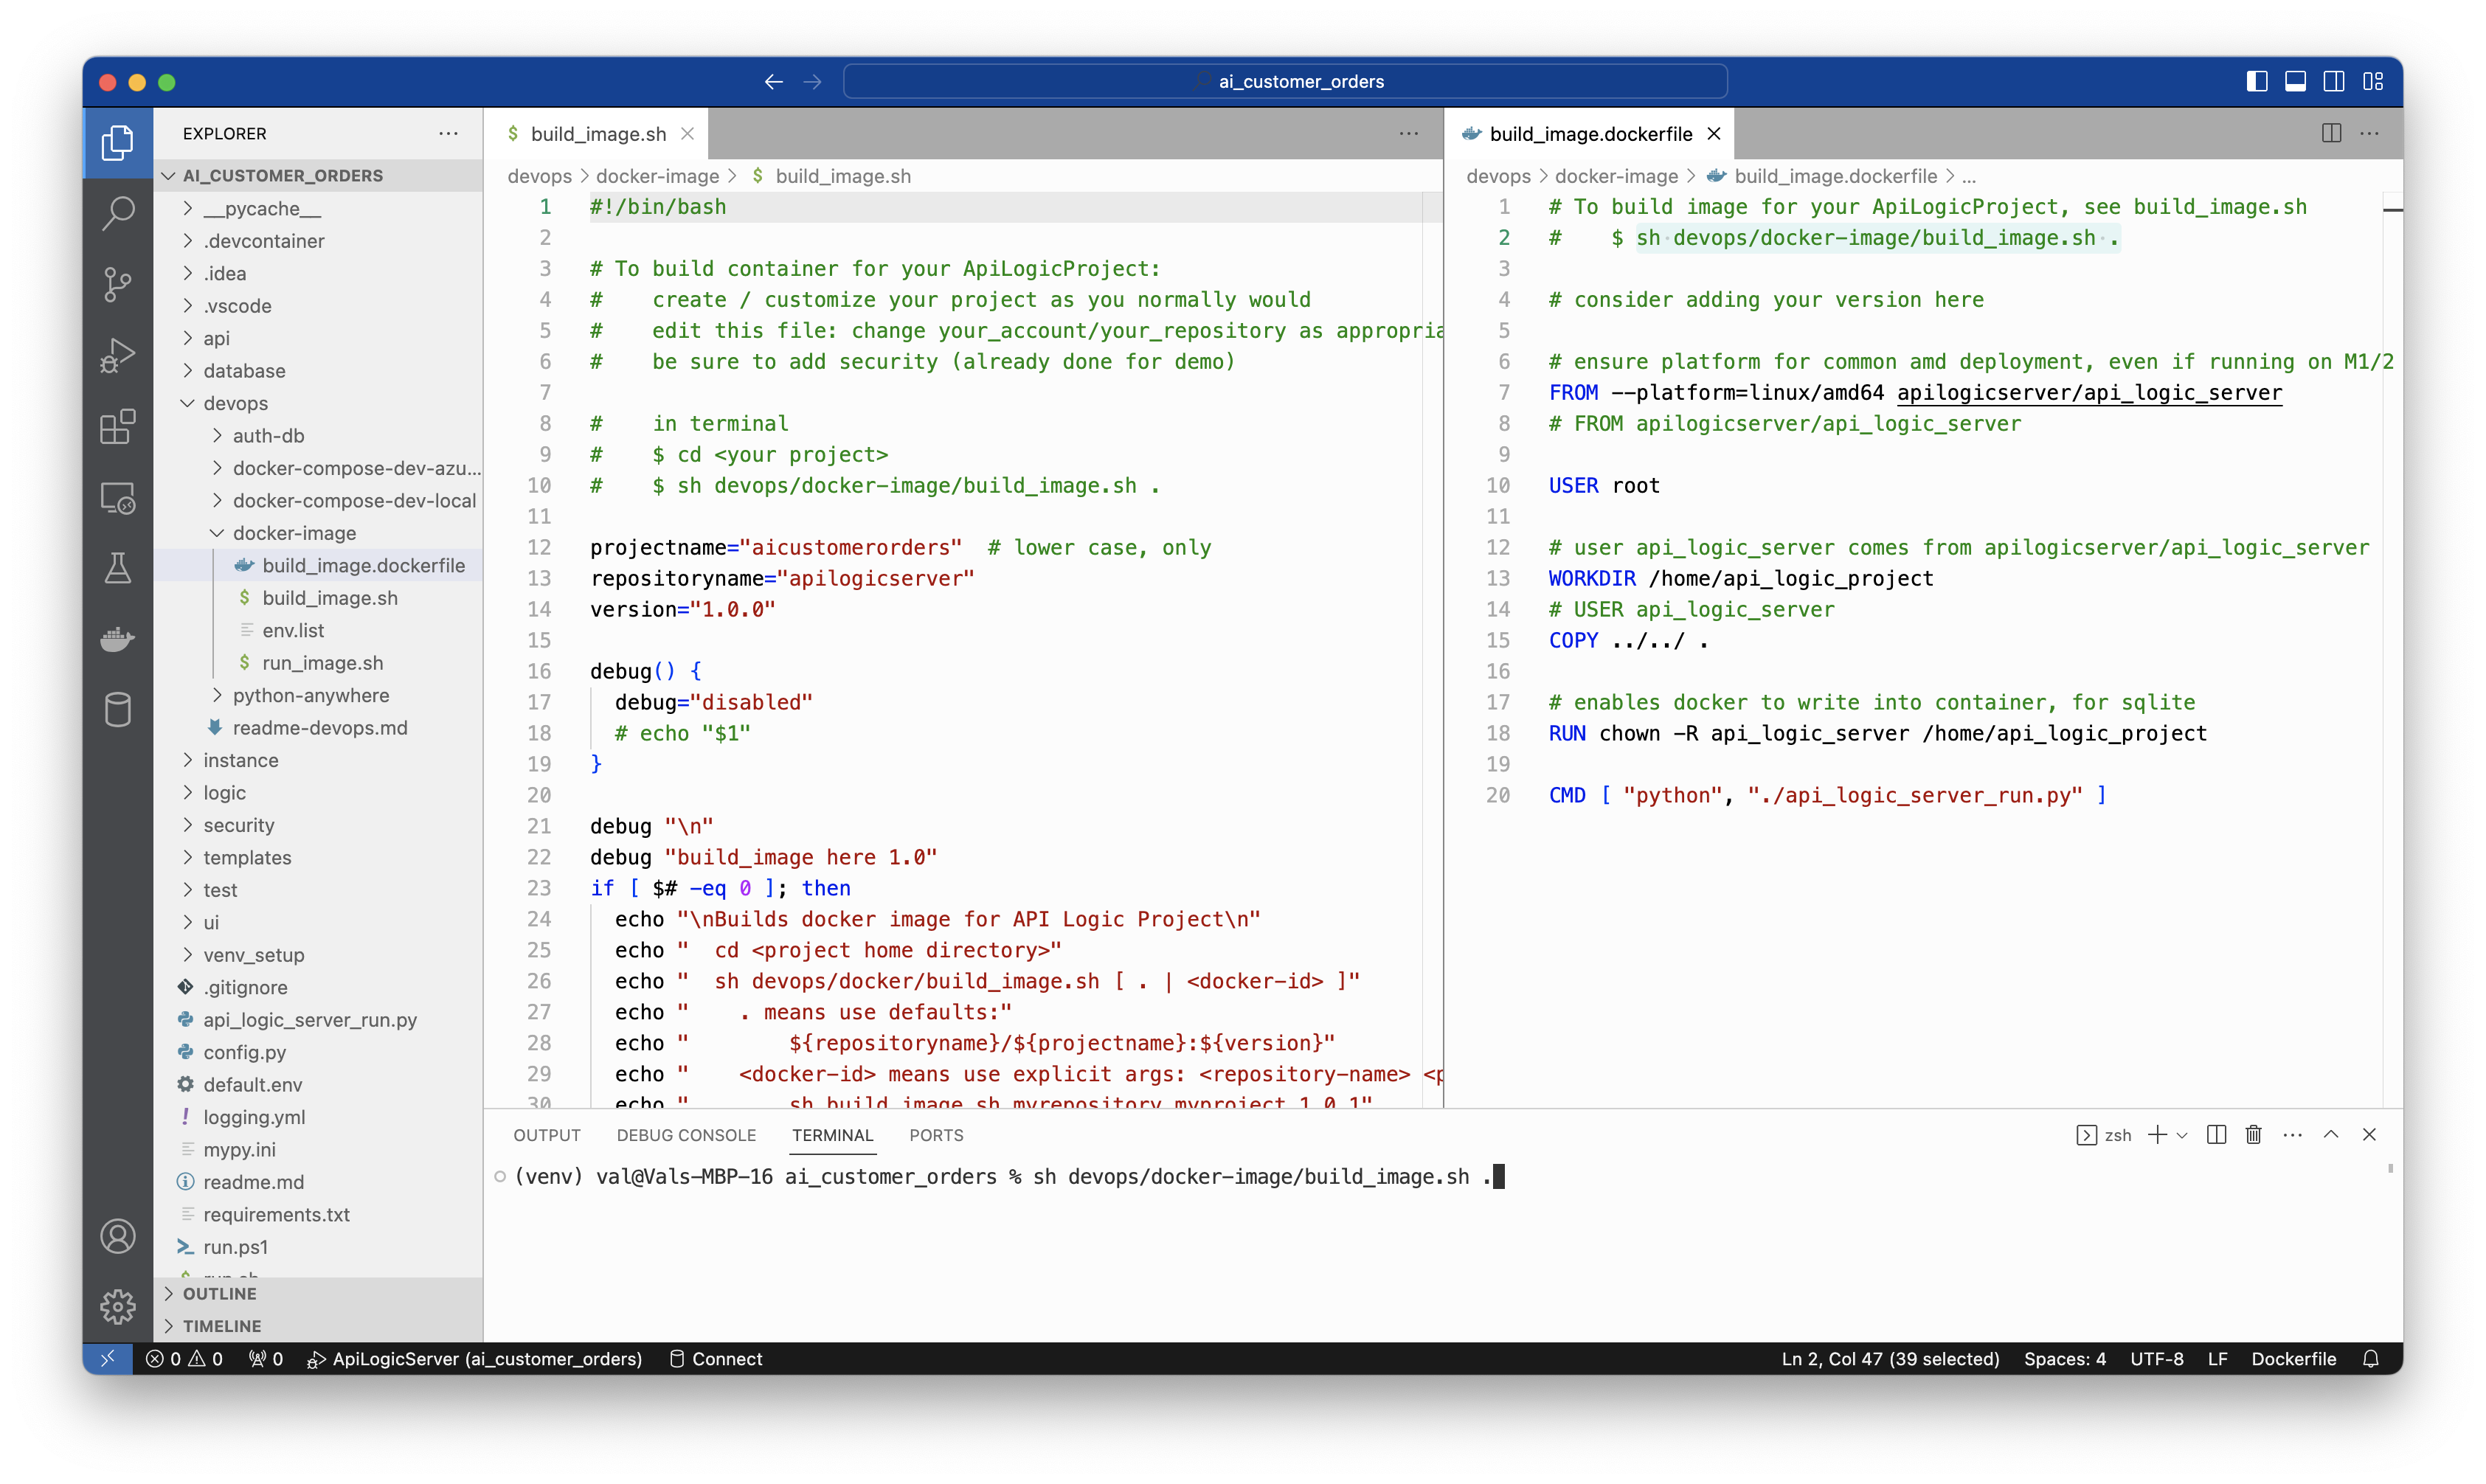 ai_customer_orders
EXPLORER
AI_CUSTOMER_ORDERS
__pycache__
.devcontainer
.idea
.vscode
api
database
devops
auth-db
docker-compose-dev-azu...
docker-compose-dev-local
docker-image
build_image.dockerfile
build_image.sh
env.list
run_image.sh
python-anywhere
readme-devops.md
instance
logic
security
templates
test
ui
venv_setup
.gitignore
api_logic_server_run.py
config.py
default.env
logging.yml
mypy.ini
readme.md
requirements.txt
run.ps1
run.sh
OUTLINE
TIMELINE
build_image.sh
devops > docker-image > $ build_image.sh
1 #!/bin/bash
2
3 # To build container for your ApiLogicProject:
4 #    create / customize your project as you normally would
5 #    edit this file: change your_account/your_repository as appropria
6 #    be sure to add security (already done for demo)
7
8 #    in terminal
9 #    $ cd <your project>
10 #    $ sh devops/docker-image/build_image.sh .
11
12 projectname="aicustomerorders"  # lower case, only
13 repositoryname="apilogicserver"
14 version="1.0.0"
15
16 debug() {
17   debug="disabled"
18   # echo "$1"
19 }
20
21 debug "\n"
22 debug "build_image here 1.0"
23 if [ $# -eq 0 ]; then
24   echo "\nBuilds docker image for API Logic Project\n"
25   echo "  cd <project home directory>"
26   echo "  sh devops/docker/build_image.sh [ . | <docker-id> ]"
27   echo "    . means use defaults:"
28   echo "        ${repositoryname}/${projectname}:${version}"
29   echo "    <docker-id> means use explicit args: <repository-name> <p
30   echo "        sh build_image.sh myrepository myproject 1.0.1"
build_image.dockerfile
devops > docker-image > build_image.dockerfile > ...
1 # To build image for your ApiLogicProject, see build_image.sh
2 #    $ sh devops/docker-image/build_image.sh .
3
4 # consider adding your version here
5
6 # ensure platform for common amd deployment, even if running on M1/2
7 FROM --platform=linux/amd64 apilogicserver/api_logic_server
8 # FROM apilogicserver/api_logic_server
9
10 USER root
11
12 # user api_logic_server comes from apilogicserver/api_logic_server
13 WORKDIR /home/api_logic_project
14 # USER api_logic_server
15 COPY ../../ .
16
17 # enables docker to write into container, for sqlite
18 RUN chown -R api_logic_server /home/api_logic_project
19
20 CMD [ "python", "./api_logic_server_run.py" ]
OUTPUT DEBUG CONSOLE TERMINAL PORTS
zsh
(venv) val@Vals-MBP-16 ai_customer_orders % sh devops/docker-image/build_image.sh .
0 0 0 ApiLogicServer (ai_customer_orders) Connect
Ln 2, Col 47 (39 selected) Spaces: 4 UTF-8 LF Dockerfile